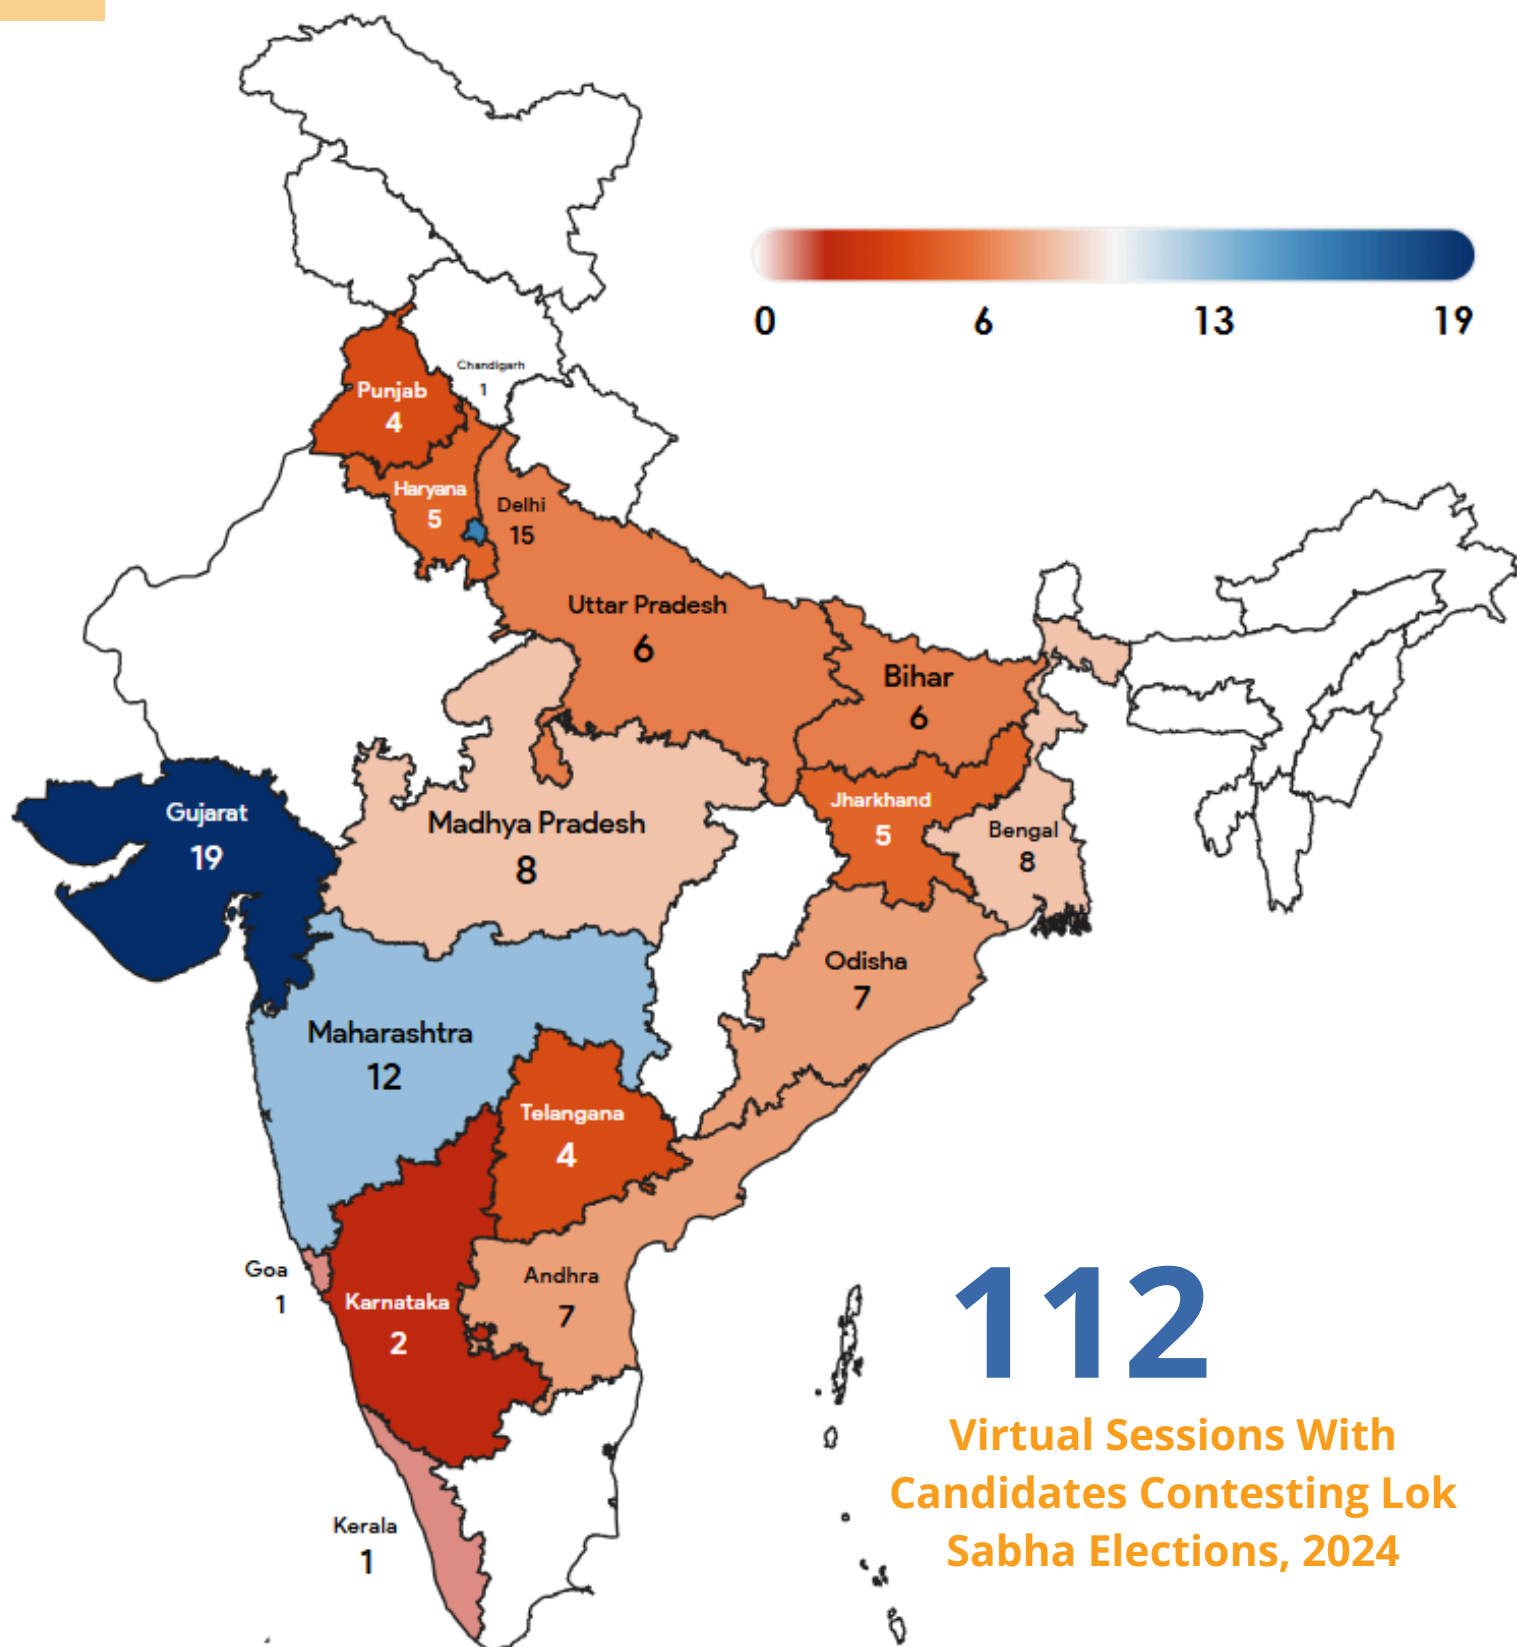 0 6 13 19
Chandigarh
1
Punjab
4
Haryana
5
Delhi
15
Uttar Pradesh
6
Bihar
6
Gujarat
19
Madhya Pradesh
8
Jharkhand
5
Bengal
8
Odisha
7
Maharashtra
12
Telangana
4
Goa
1
Karnataka
2
Andhra
7
Kerala
1
112
Virtual Sessions With
Candidates Contesting Lok
Sabha Elections, 2024